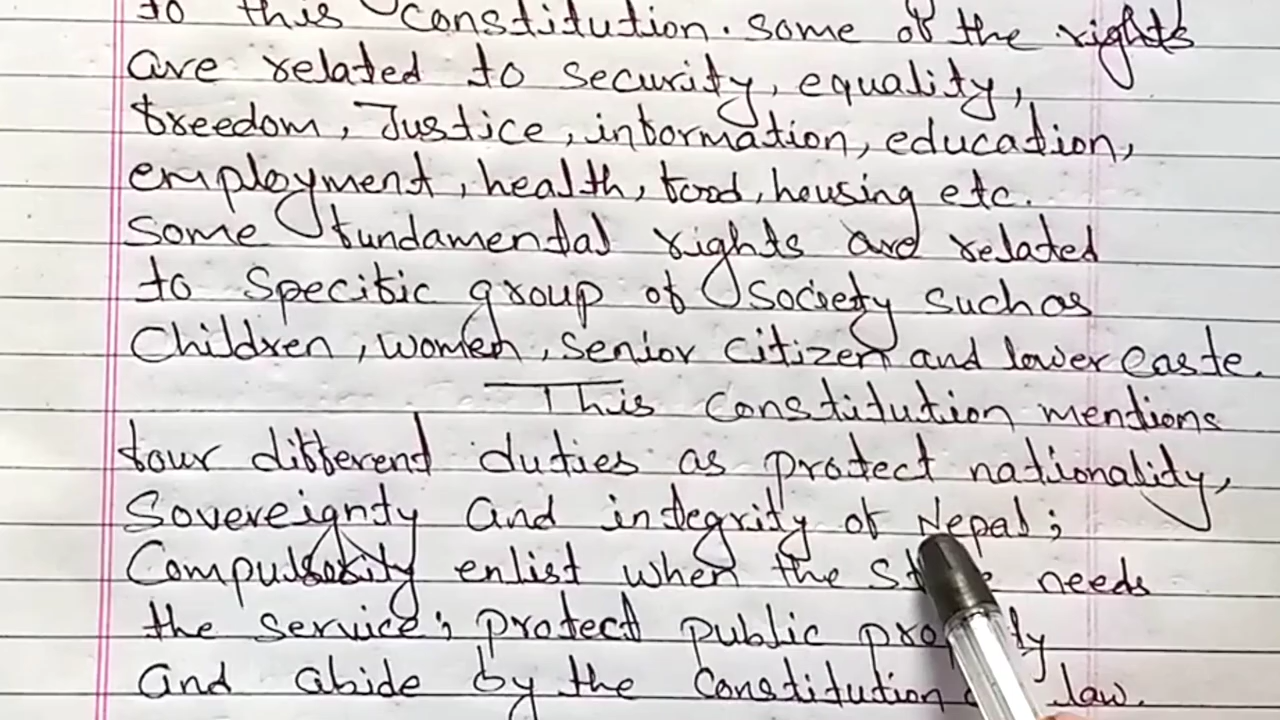 to this Constitution. some of the rights
are related to security, equality,
freedom, Justice, information, education,
employment, health, food, housing etc.
Some fundamental rights are related
to specific group of society such as
Children, women, senior citizen and lower caste.
This Constitution mentions
four different duties as protect nationality,
Sovereignty and integrity of Nepal;
Compulsorily enlist when the needs
the service; protect public
and abide by the Constitution law.